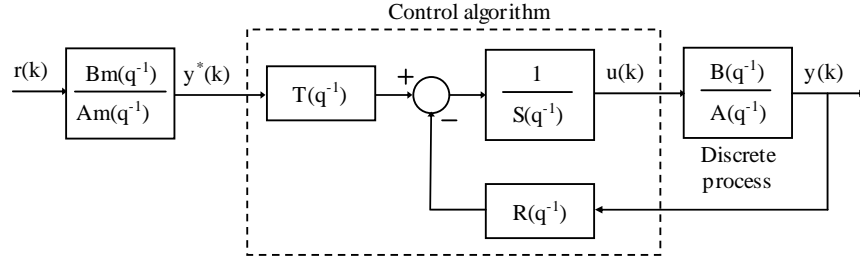 Control algorithm
r(k)
Bm(q⁻¹)
Am(q⁻¹)
y*(k)
T(q⁻¹)
+
−
1
S(q⁻¹)
u(k)
B(q⁻¹)
A(q⁻¹)
y(k)
Discrete
process
R(q⁻¹)